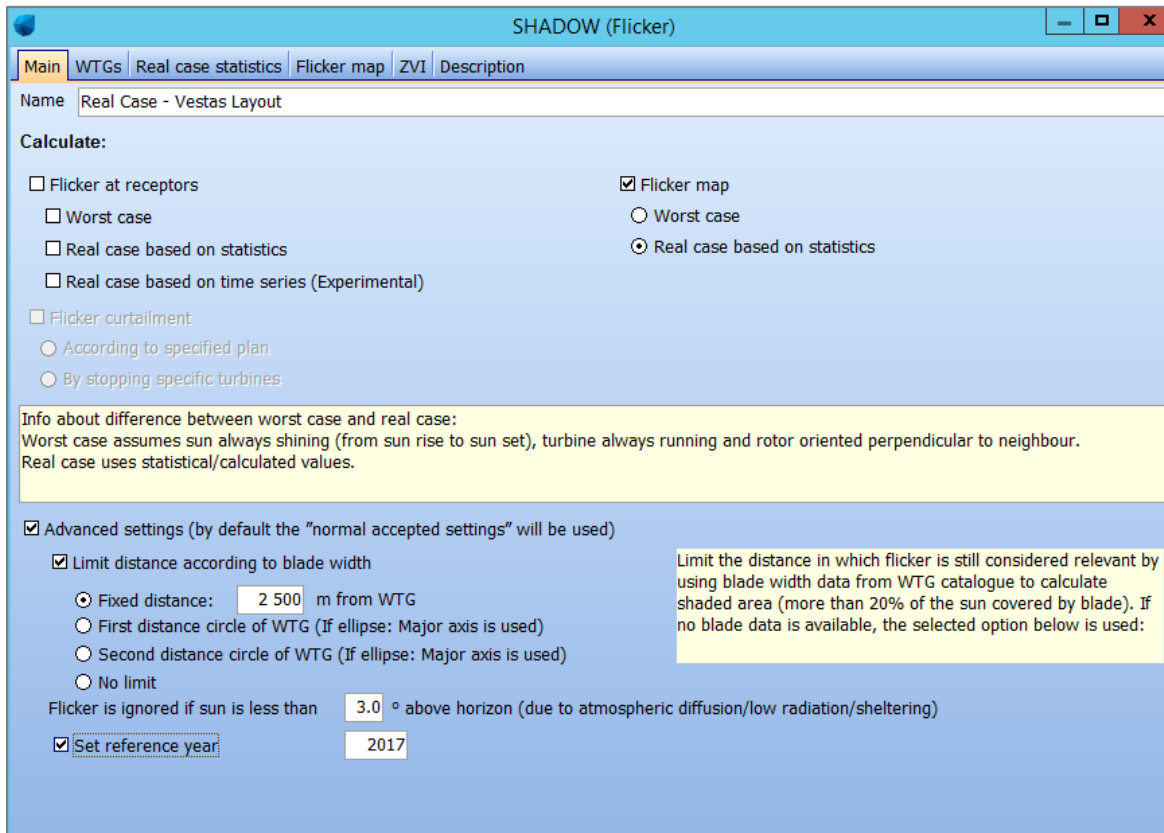 SHADOW (Flicker)
Main WTGs Real case statistics Flicker map ZVI Description
Name Real Case - Vestas Layout
Calculate:
Flicker at receptors
Worst case
Real case based on statistics
Real case based on time series (Experimental)
Flicker curtailment
According to specified plan
By stopping specific turbines
Flicker map
Worst case
Real case based on statistics
Info about difference between worst case and real case:
Worst case assumes sun always shining (from sun rise to sun set), turbine always running and rotor oriented perpendicular to neighbour.
Real case uses statistical/calculated values.
Advanced settings (by default the "normal accepted settings" will be used)
Limit distance according to blade width
Fixed distance: 2 500 m from WTG
First distance circle of WTG (If ellipse: Major axis is used)
Second distance circle of WTG (If ellipse: Major axis is used)
No limit
Limit the distance in which flicker is still considered relevant by
using blade width data from WTG catalogue to calculate
shaded area (more than 20% of the sun covered by blade). If
no blade data is available, the selected option below is used:
Flicker is ignored if sun is less than 3.0 º above horizon (due to atmospheric diffusion/low radiation/sheltering)
Set reference year 2017